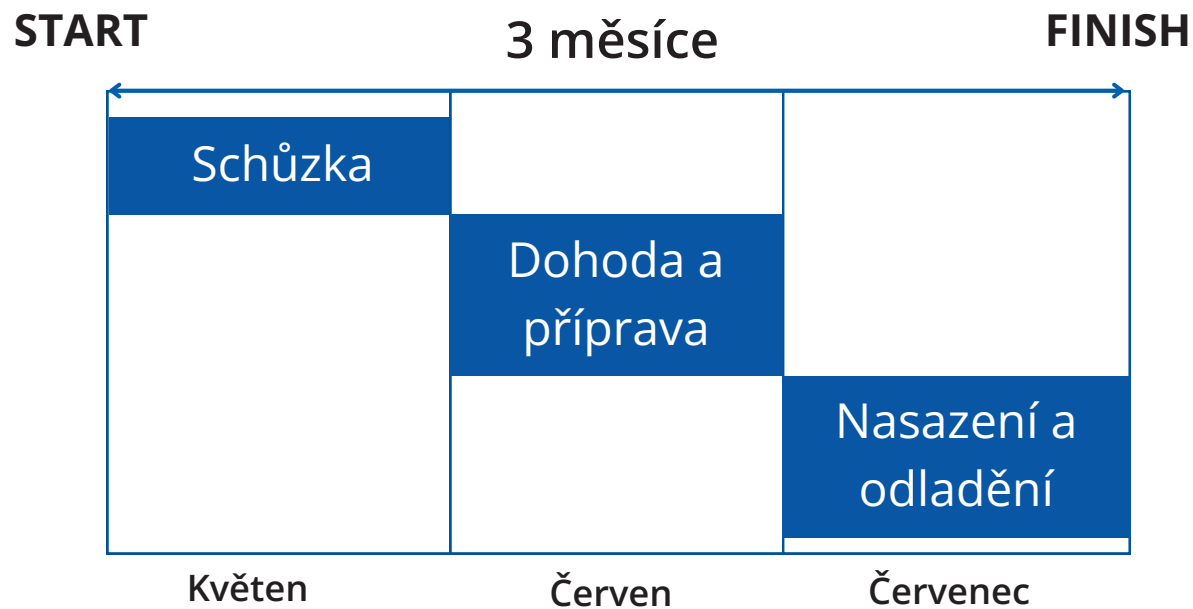 START
3 měsíce
FINISH
Schůzka
Dohoda a
příprava
Nasazení a
odladění
Květen
Červen
Červenec